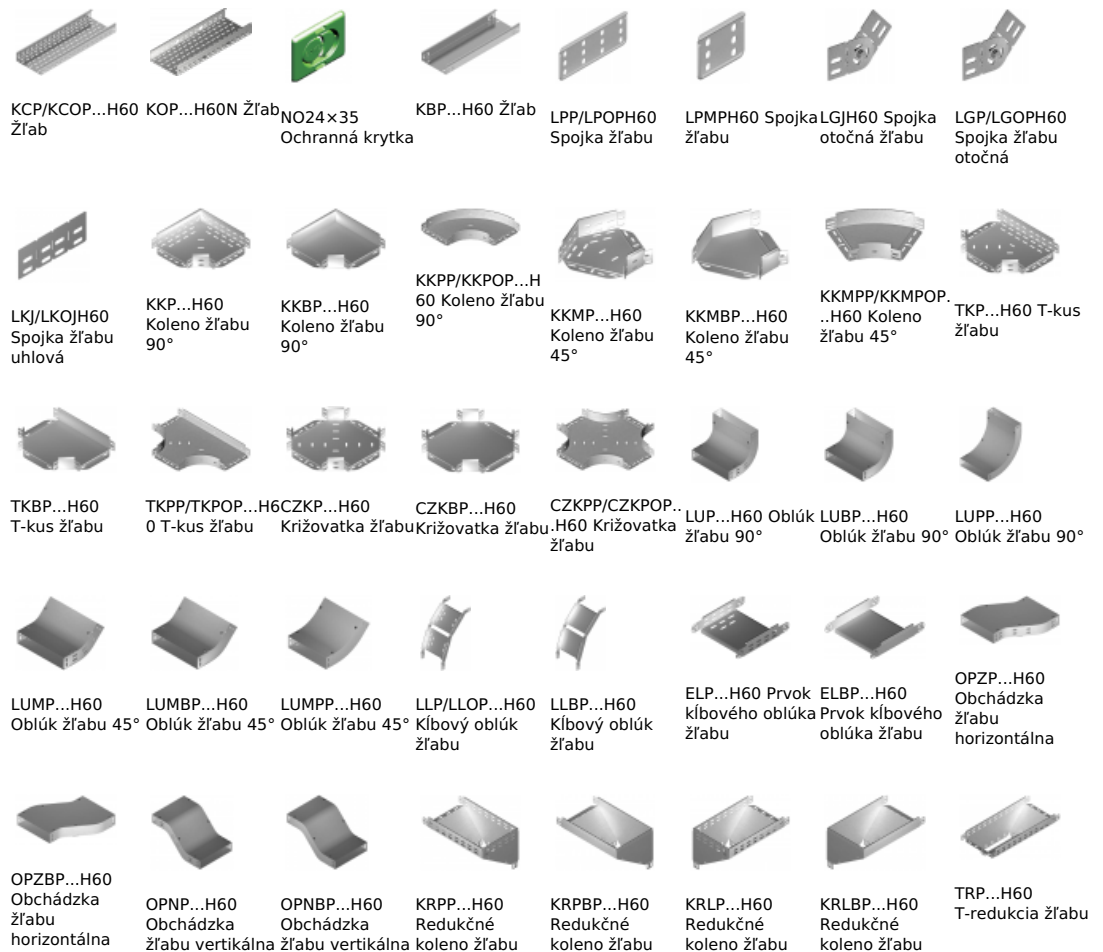 KCP/KCOP...H60
Žľab
KOP...H60N Žľab
NO24×35
Ochranná krytka
KBP...H60 Žľab
LPP/LPOPH60
Spojka žľabu
LPMPH60 Spojka
žľabu
LGJH60 Spojka
otočná žľabu
LGP/LGOPH60
Spojka žľabu
otočná
LKJ/LKOJH60
Spojka žľabu
uhlová
KKP...H60
Koleno žľabu
90°
KKBP...H60
Koleno žľabu
90°
KKPP/KKPOP...H
60 Koleno žľabu
90°
KKMP...H60
Koleno žľabu
45°
KKMBP...H60
Koleno žľabu
45°
KKMPP/KKMPOP.
..H60 Koleno
žľabu 45°
TKP...H60 T-kus
žľabu
TKBP...H60
T-kus žľabu
TKPP/TKPOP...H6
0 T-kus žľabu
CZKP...H60
Križovatka žľabu
CZKBP...H60
Križovatka žľabu
CZKPP/CZKPOP..
.H60 Križovatka
žľabu
LUP...H60 Oblúk
žľabu 90°
LUBP...H60
Oblúk žľabu 90°
LUPP...H60
Oblúk žľabu 90°
LUMP...H60
Oblúk žľabu 45°
LUMBP...H60
Oblúk žľabu 45°
LUMPP...H60
Oblúk žľabu 45°
LLP/LLOP...H60
Kĺbový oblúk
žľabu
LLBP...H60
Kĺbový oblúk
žľabu
ELP...H60 Prvok
kĺbového oblúka
žľabu
ELBP...H60
Prvok kĺbového
oblúka žľabu
OPZP...H60
Obchádzka
žľabu
horizontálna
OPZBP...H60
Obchádzka
žľabu
horizontálna
OPNP...H60
Obchádzka
žľabu vertikálna
OPNBP...H60
Obchádzka
žľabu vertikálna
KRPP...H60
Redukčné
koleno žľabu
KRPBP...H60
Redukčné
koleno žľabu
KRLP...H60
Redukčné
koleno žľabu
KRLBP...H60
Redukčné
koleno žľabu
TRP...H60
T-redukcia žľabu